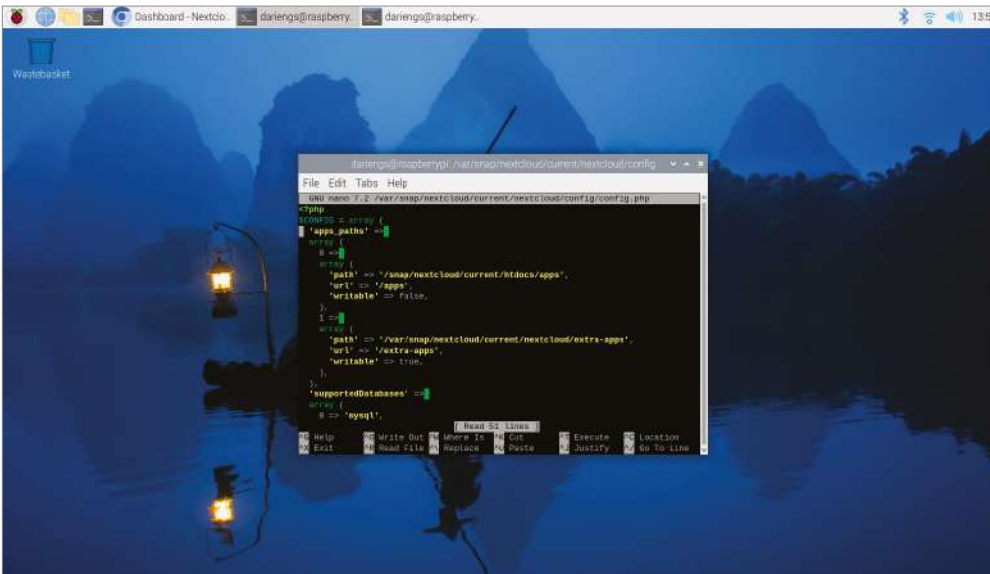 Dashboard - Nextclo..
dariengs@raspberry..
dariengs@raspberry..
13:5
Wastebasket
dariengs@raspberrypi: /var/snap/nextcloud/current/nextcloud/config
File Edit Tabs Help
GNU nano 7.2 /var/snap/nextcloud/current/nextcloud/config/config.php
<?php
$CONFIG = array (
'apps_paths' =>
array (
0 =>
array (
'path' => '/snap/nextcloud/current/htdocs/apps',
'url' => '/apps',
'writable' => false,
),
1 =>
array (
'path' => '/var/snap/nextcloud/current/nextcloud/extra-apps',
'url' => '/extra-apps',
'writable' => true,
),
),
'supportedDatabases' =>
array (
0 => 'mysql',
[ Read 51 lines ]
^G Help ^O Write Out ^W Where Is ^K Cut ^T Execute ^C Location
^X Exit ^R Read File ^\ Replace ^U Paste ^J Justify ^/ Go To Line